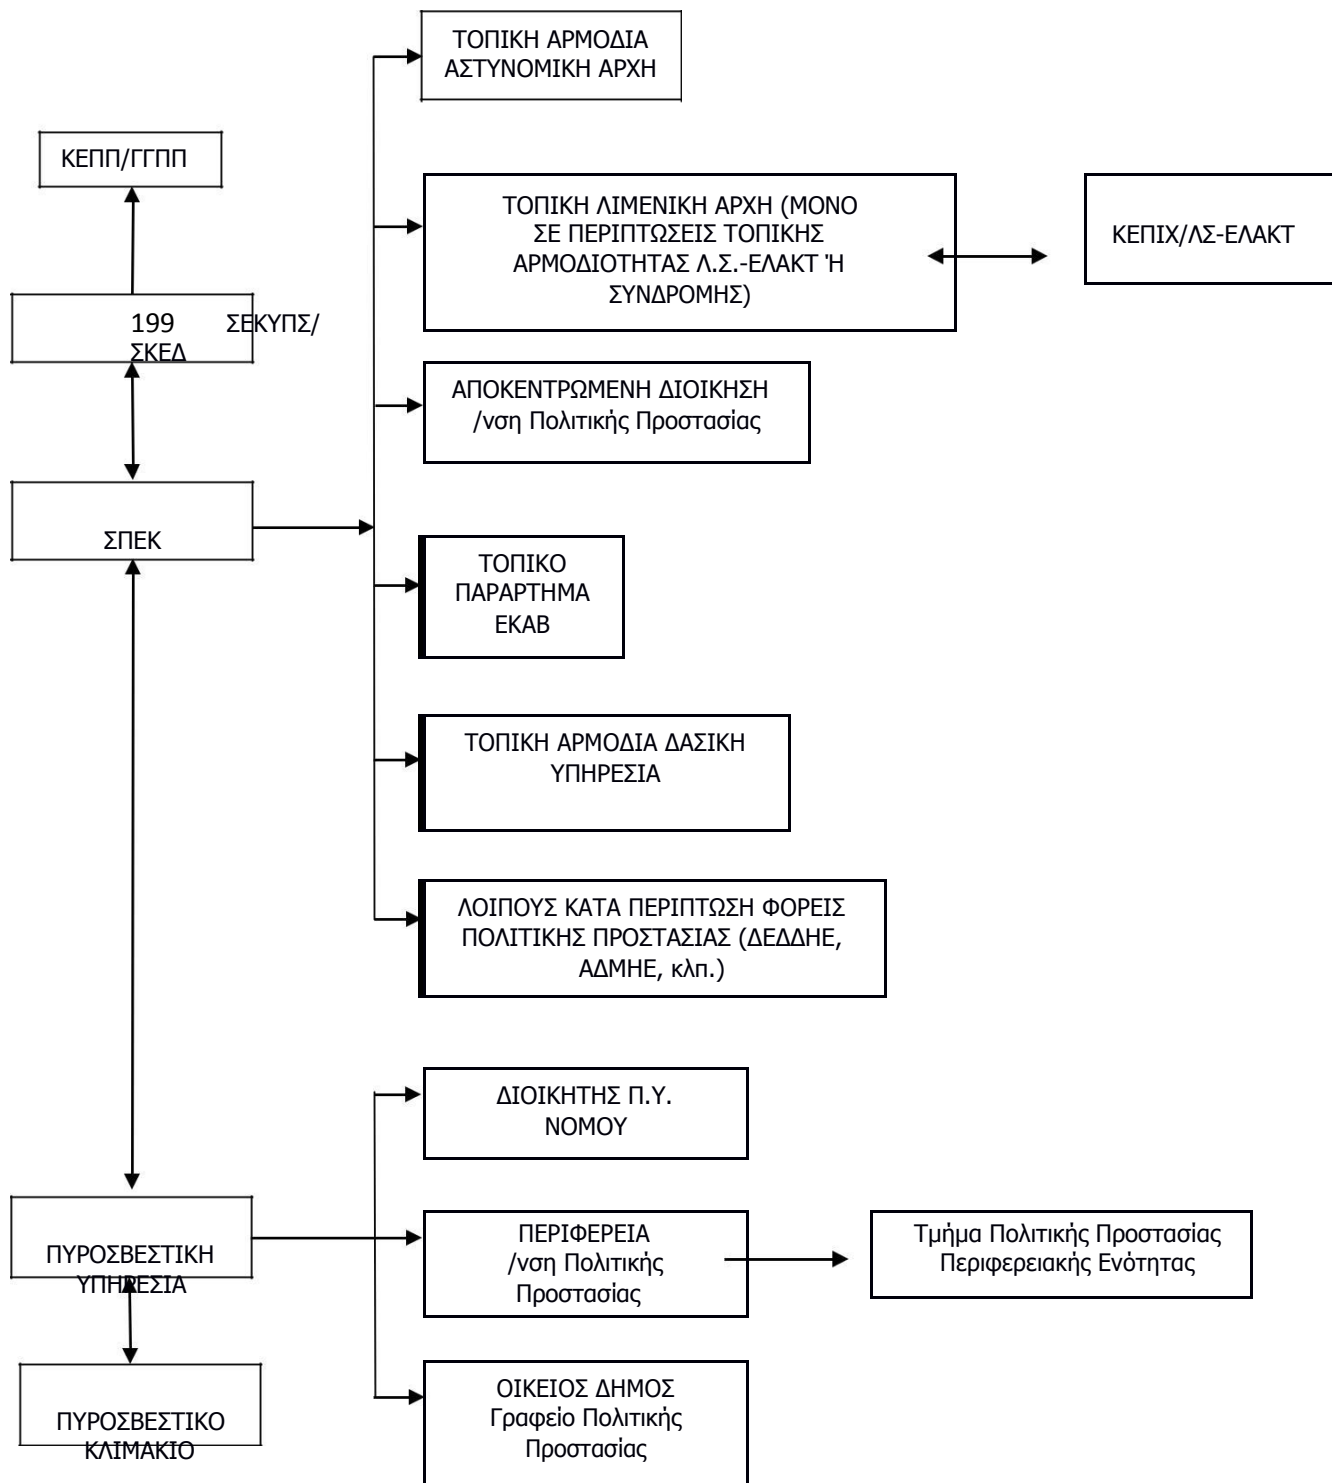 ΤΟΠΙΚΗ ΑΡΜΟΔΙΑ
ΑΣΤΥΝΟΜΙΚΗ ΑΡΧΗ
ΚΕΠΠ/ΓΓΠΠ
ΤΟΠΙΚΗ ΛΙΜΕΝΙΚΗ ΑΡΧΗ (ΜΟΝΟ
ΣΕ ΠΕΡΙΠΤΩΣΕΙΣ ΤΟΠΙΚΗΣ
ΑΡΜΟΔΙΟΤΗΤΑΣ Λ.Σ.-ΕΛΑΚΤ Ή
ΣΥΝΔΡΟΜΗΣ)
ΚΕΠΙΧ/ΛΣ-ΕΛΑΚΤ
199 ΣΕΚΥΠΣ/
ΣΚΕΔ
ΑΠΟΚΕΝΤΡΩΜΕΝΗ ΔΙΟΙΚΗΣΗ
/νση Πολιτικής Προστασίας
ΣΠΕΚ
ΤΟΠΙΚΟ
ΠΑΡΑΡΤΗΜΑ
ΕΚΑΒ
ΤΟΠΙΚΗ ΑΡΜΟΔΙΑ ΔΑΣΙΚΗ
ΥΠΗΡΕΣΙΑ
ΛΟΙΠΟΥΣ ΚΑΤΑ ΠΕΡΙΠΤΩΣΗ ΦΟΡΕΙΣ
ΠΟΛΙΤΙΚΗΣ ΠΡΟΣΤΑΣΙΑΣ (ΔΕΔΔΗΕ,
ΑΔΜΗΕ, κλπ.)
ΔΙΟΙΚΗΤΗΣ Π.Υ.
ΝΟΜΟΥ
ΠΥΡΟΣΒΕΣΤΙΚΗ
ΥΠΗΡΕΣΙΑ
ΠΕΡΙΦΕΡΕΙΑ
/νση Πολιτικής
Προστασίας
Τμήμα Πολιτικής Προστασίας
Περιφερειακής Ενότητας
ΠΥΡΟΣΒΕΣΤΙΚΟ
ΚΛΙΜΑΚΙΟ
ΟΙΚΕΙΟΣ ΔΗΜΟΣ
Γραφείο Πολιτικής
Προστασίας